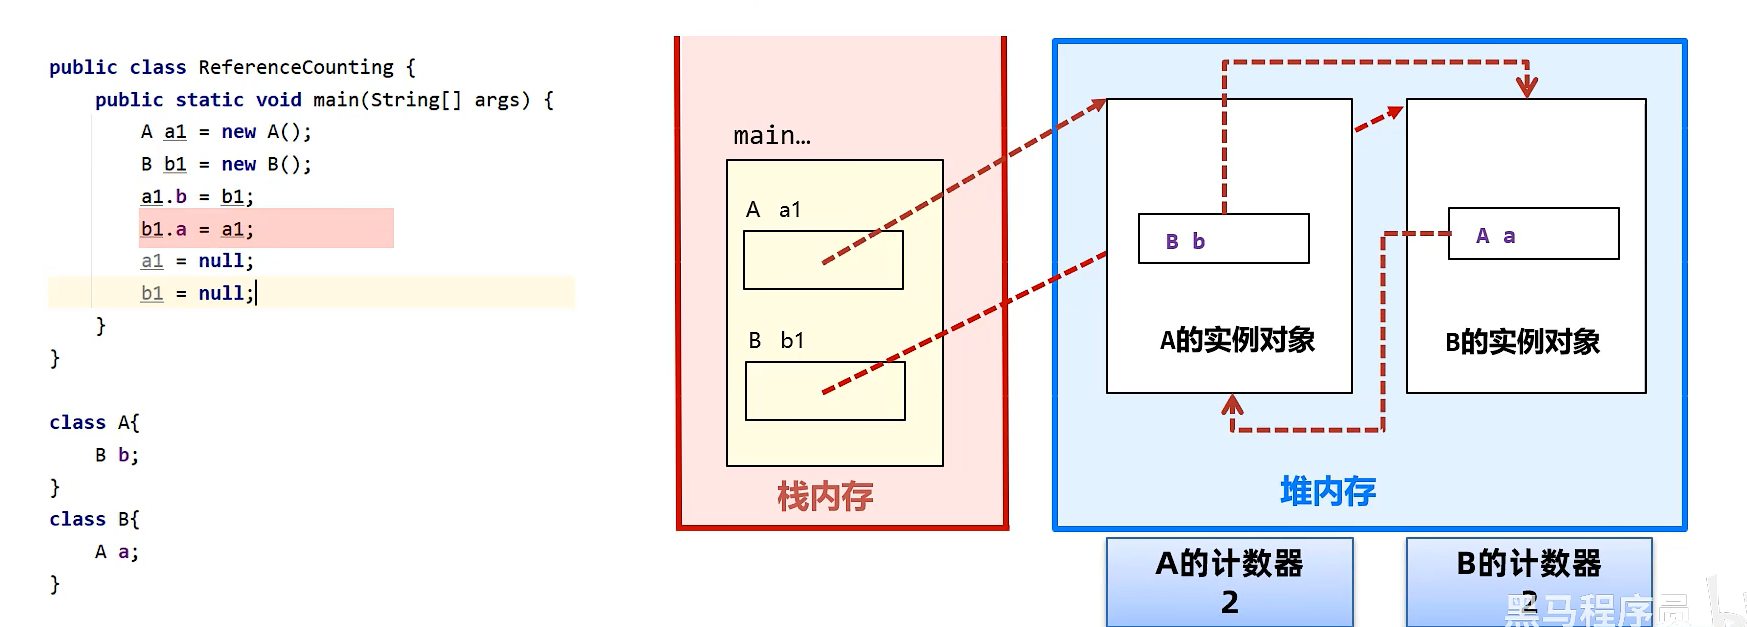 public class ReferenceCounting {
public static void main(String[] args) {
A a1 = new A();
B b1 = new B();
a1.b = b1;
b1.a = a1;
a1 = null;
b1 = null;
}
}
class A{
B b;
}
class B{
A a;
}
main…
A a1
B b1
栈内存
B b
A的实例对象
A a
B的实例对象
堆内存
A的计数器
2
B的计数器
2
黑马程序员